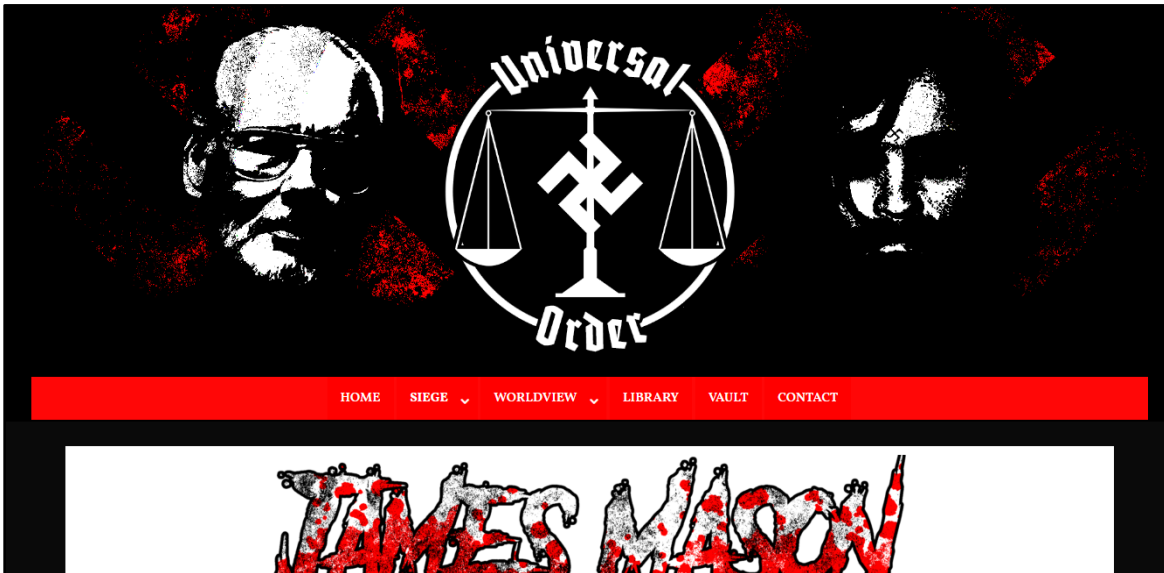 Universal
Order
HOME SIEGE WORLDVIEW LIBRARY VAULT CONTACT
JAMES MASON